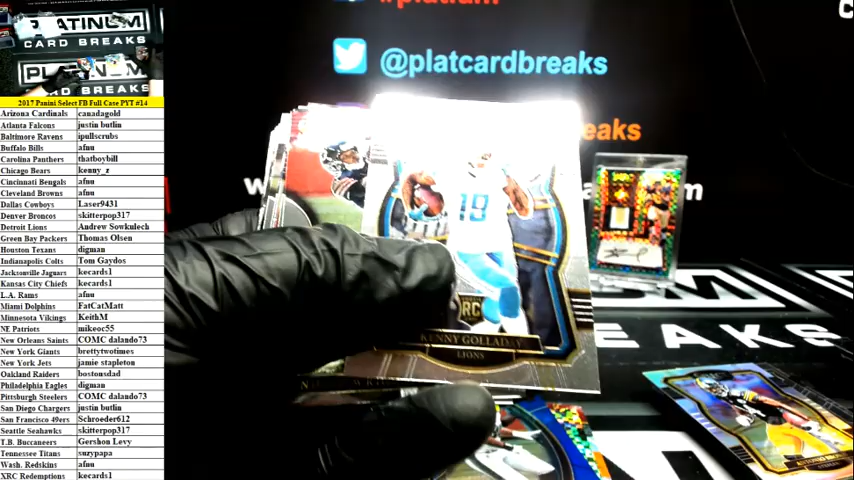 PLATINUM
CARD BREAKS
PLATINUM
CARD BREAKS
2017 Panini Select FB Full Case PYT #14
Arizona Cardinals canadagold
Atlanta Falcons justin butlin
Baltimore Ravens ipullscrubs
Buffalo Bills afnu
Carolina Panthers thatboybill
Chicago Bears kenny_z
Cincinnati Bengals afnu
Cleveland Browns afnu
Dallas Cowboys Laser9431
Denver Broncos skitterpop317
Detroit Lions Andrew Sowkulech
Green Bay Packers Thomas Olsen
Houston Texans digman
Indianapolis Colts Tom Gaydos
Jacksonville Jaguars kecards1
Kansas City Chiefs kecards1
L.A. Rams afnu
Miami Dolphins FatCatMatt
Minnesota Vikings KeithM
NE Patriots mikeoc55
New Orleans Saints COMC dalando73
New York Giants brettytwotimes
New York Jets jamie stapleton
Oakland Raiders bostonsdad
Philadelphia Eagles digman
Pittsburgh Steelers COMC dalando73
San Diego Chargers justin butlin
San Francisco 49ers Schroeder612
Seattle Seahawks skitterpop317
T.B. Buccaneers Gershon Levy
Tennessee Titans suzypapa
Wash. Redskins afnu
XRC Redemptions kecards1
@platcardbreaks
eaks
w
m
19
RC
KENNY GOLLADAY
LIONS
REAKS